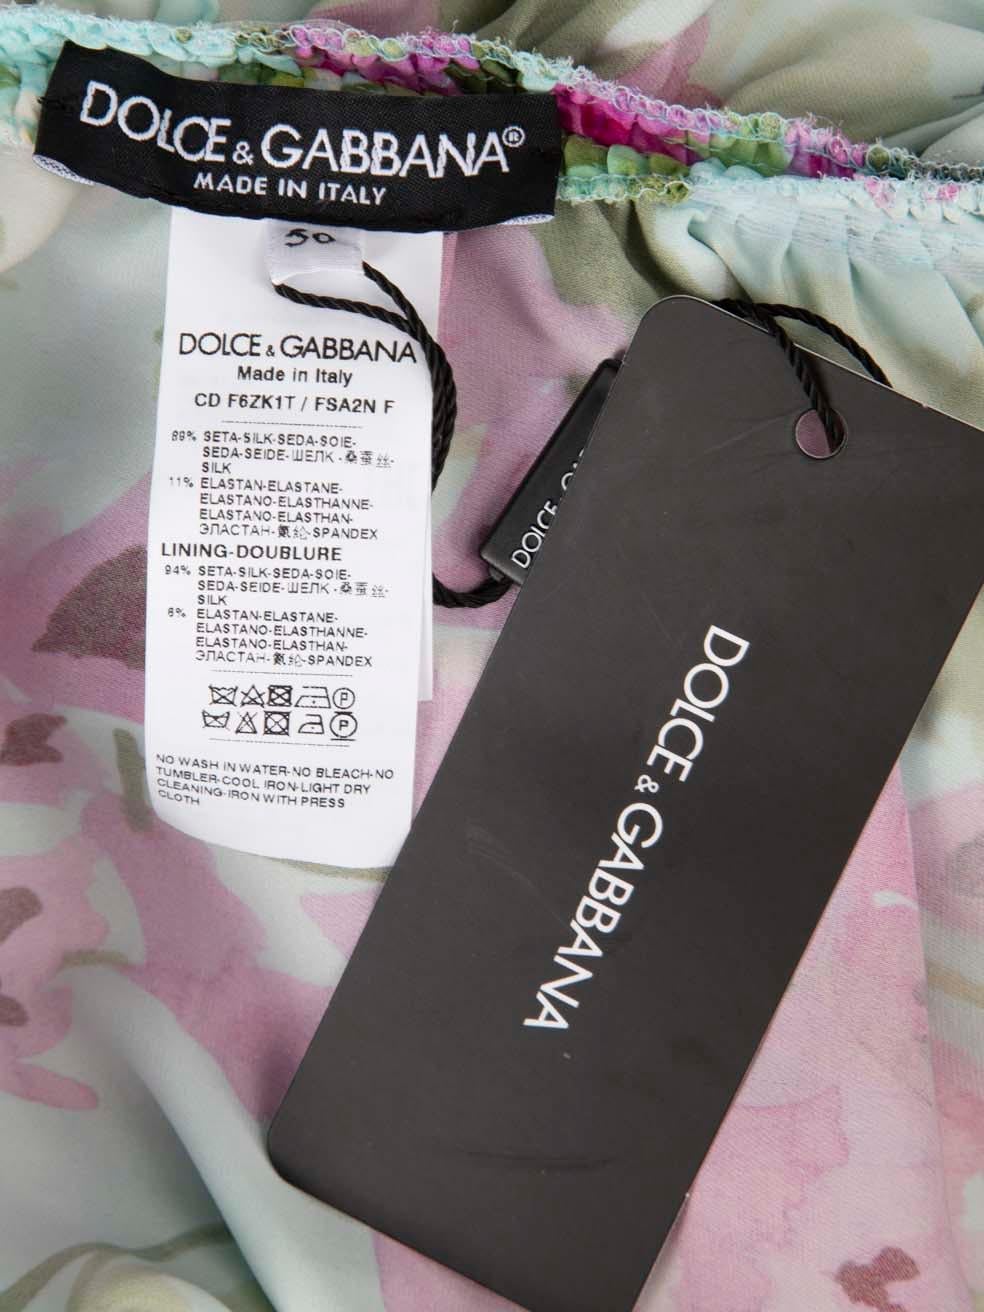 DOLCE & GABBANA®
MADE IN ITALY
50
DOLCE & GABBANA
Made in Italy
CD F6ZK1T / FSA2N F
89% SETA-SILK-SEDA-SOIE-
SEDA-SEIDE-ШЕЛК -桑蚕丝-
SILK
11% ELASTAN-ELASTANE-
ELASTANO-ELASTHANNE-
ELASTANO-ELASTHAN-
ЭЛАСТАН-氨纶-SPANDEX
LINING-DOUBLURE
94% SETA-SILK-SEDA-SOIE-
SEDA-SEIDE-ШЕЛК -桑蚕丝-
SILK
6% ELASTAN-ELASTANE-
ELASTANO-ELASTHANNE-
ELASTANO-ELASTHAN-
ЭЛАСТАН-氨纶-SPANDEX
P
P
NO WASH IN WATER-NO BLEACH-NO
TUMBLER-COOL IRON-LIGHT DRY
CLEANING-IRON WITH PRESS
CLOTH
DOLCE
DOLCE & GABBANA